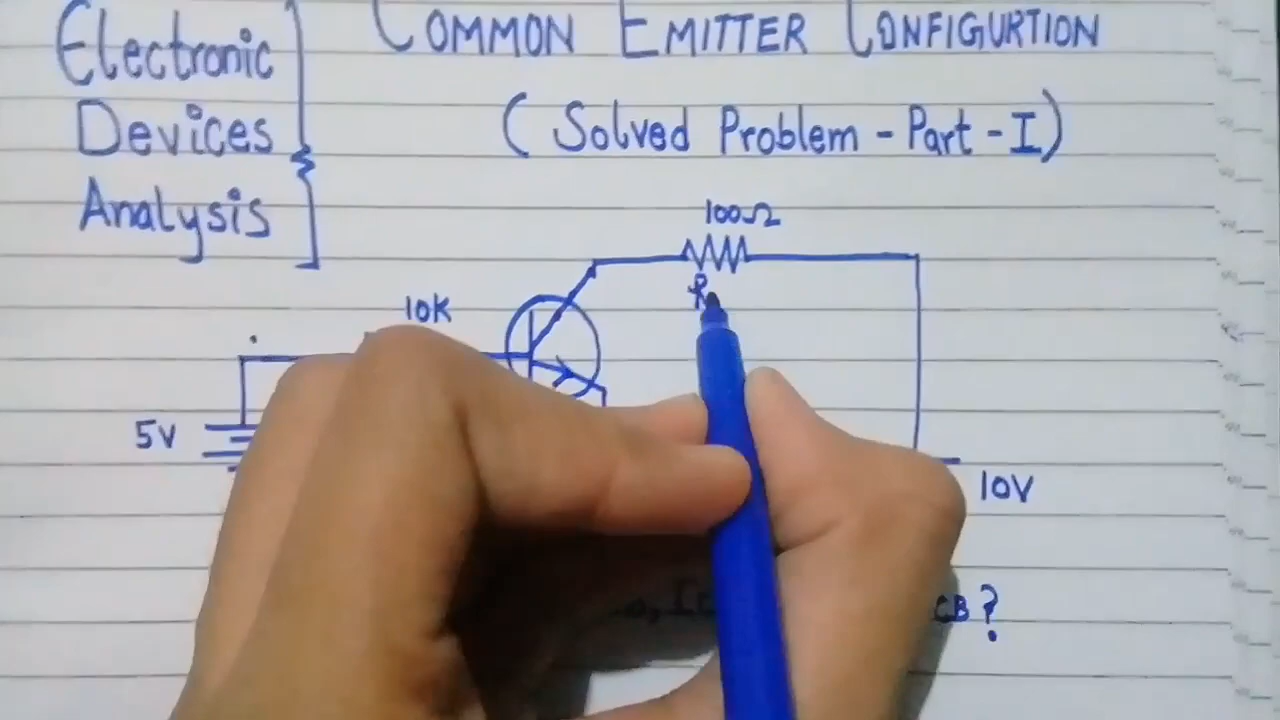 Electronic
Devices
Analysis
COMMON EMITTER CONFIGURTION
(Solved Problem - Part - I)
100Ω
R
10K
5V
10V
CB?